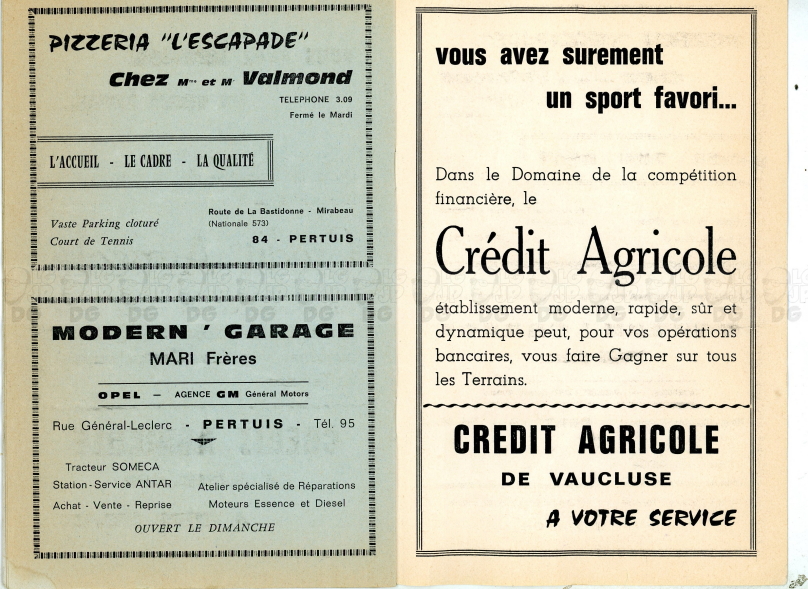 PIZZERIA "L'ESCAPADE"
Chez Mme et Mr Valmond
TELEPHONE 3.09
Fermé le Mardi
L'ACCUEIL - LE CADRE - LA QUALITÉ
Vaste Parking cloturé
Court de Tennis
Route de La Bastidonne - Mirabeau
(Nationale 573)
84 - PERTUIS
MODERN ' GARAGE
MARI Frères
OPEL — AGENCE GM Général Motors
Rue Général-Leclerc - PERTUIS - Tél. 95
Tracteur SOMECA
Station-Service ANTAR
Achat - Vente - Reprise
Atelier spécialisé de Réparations
Moteurs Essence et Diesel
OUVERT LE DIMANCHE
vous avez surement
un sport favori...
Dans le Domaine de la compétition
financière, le
Crédit Agricole
établissement moderne, rapide, sûr et
dynamique peut, pour vos opérations
bancaires, vous faire Gagner sur tous
les Terrains.
CREDIT AGRICOLE
DE VAUCLUSE
A VOTRE SERVICE